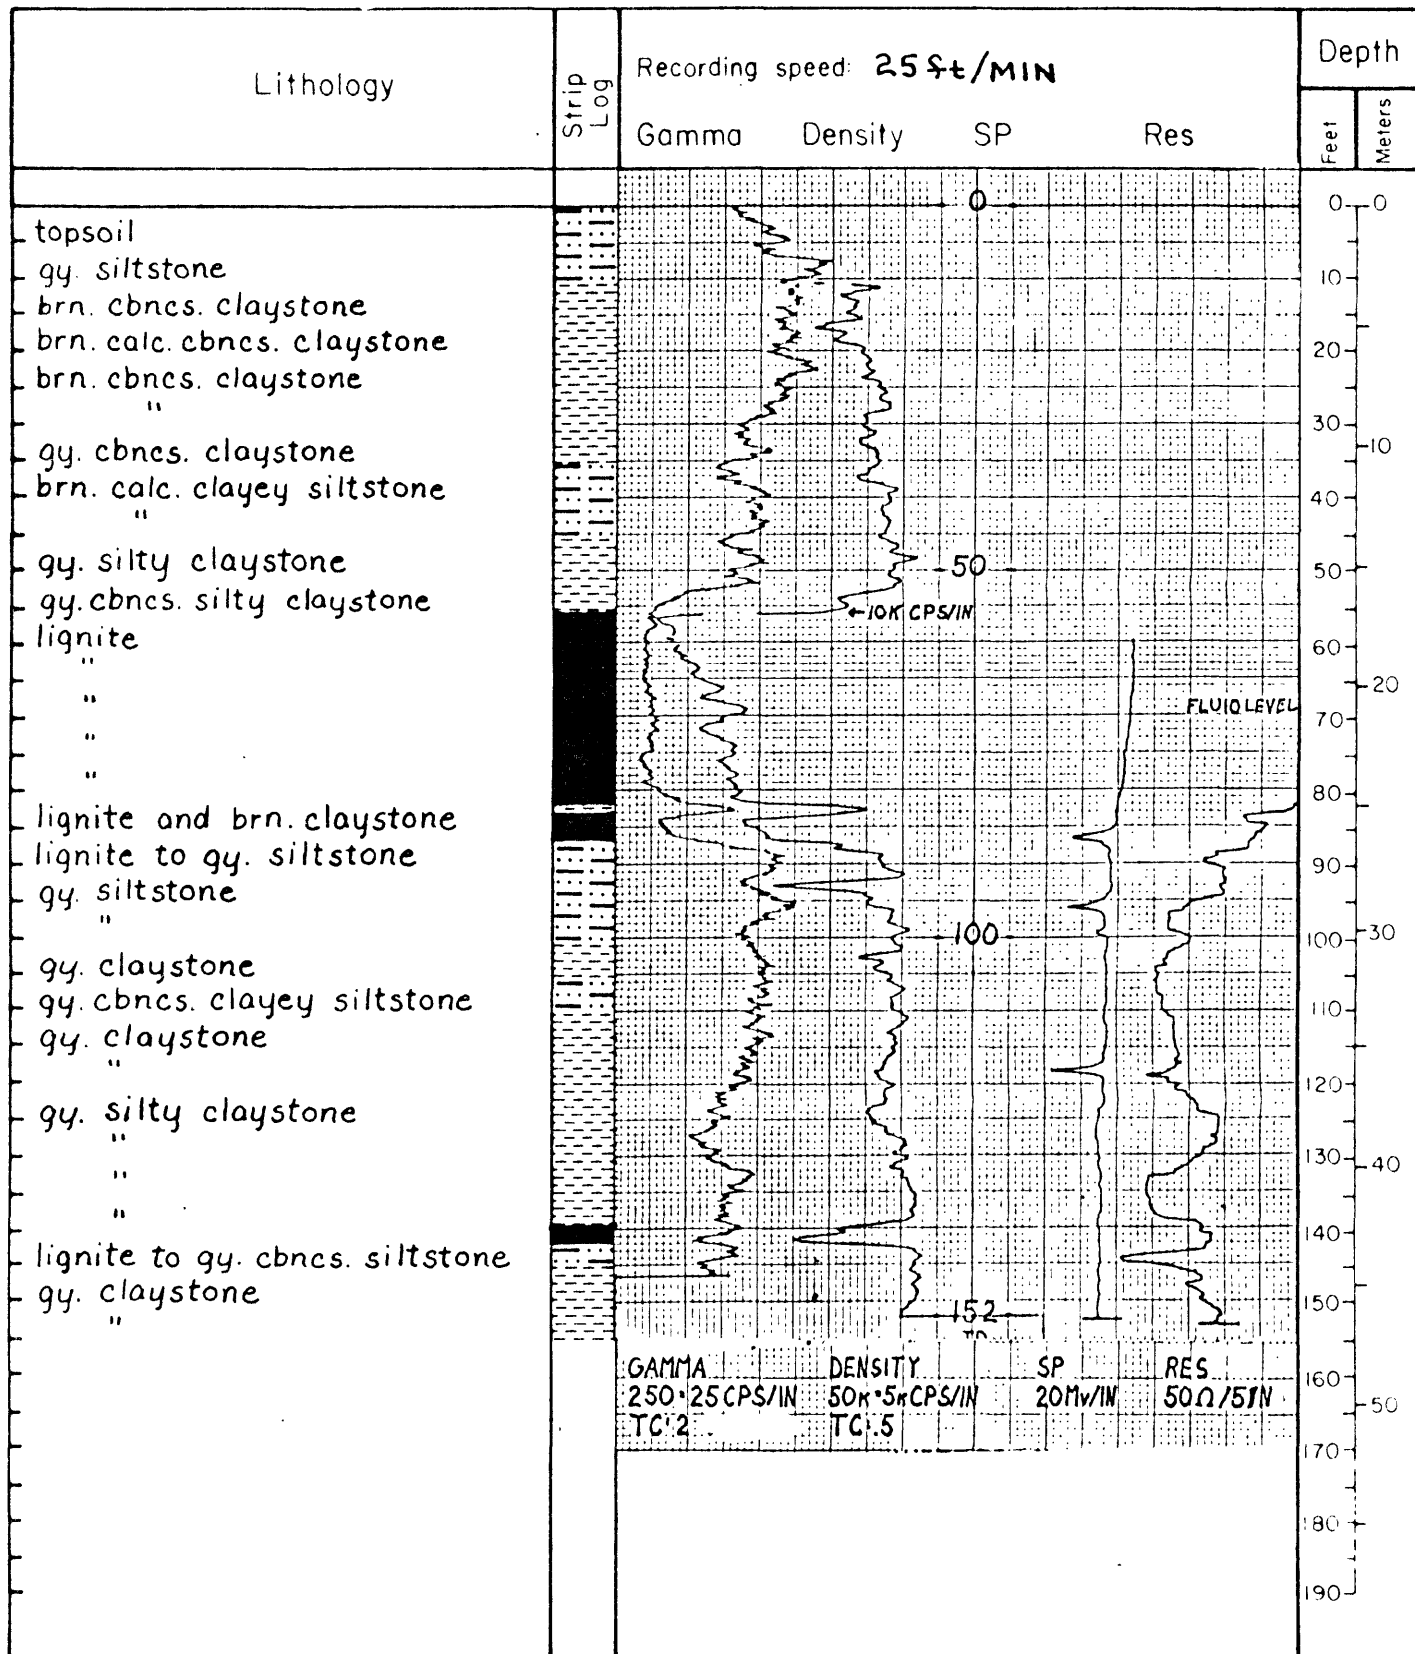 Lithology
Strip Log
Recording speed: 25 ft/MIN
Gamma Density SP Res
Depth
Feet
Meters
topsoil
gy. siltstone
brn. cbncs. claystone
brn. calc. cbncs. claystone
brn. cbncs. claystone
"
gy. cbncs. claystone
brn. calc. clayey siltstone
"
gy. silty claystone
gy. cbncs. silty claystone
lignite
"
"
"
"
lignite and brn. claystone
lignite to gy. siltstone
gy. siltstone
"
gy. claystone
gy. cbncs. clayey siltstone
gy. claystone
"
gy. silty claystone
"
"
"
lignite to gy. cbncs. siltstone
gy. claystone
"
0
50
10K CPS/IN
FLUID LEVEL
100
152
TD
GAMMA DENSITY SP RES
250·25 CPS/IN 50K·5K CPS/IN 20Mv/IN 50Ω/5IN
TC:2 TC:.5
0
10
20
30
40
50
60
70
80
90
100
110
120
130
140
150
160
170
180
190
0
10
20
30
40
50